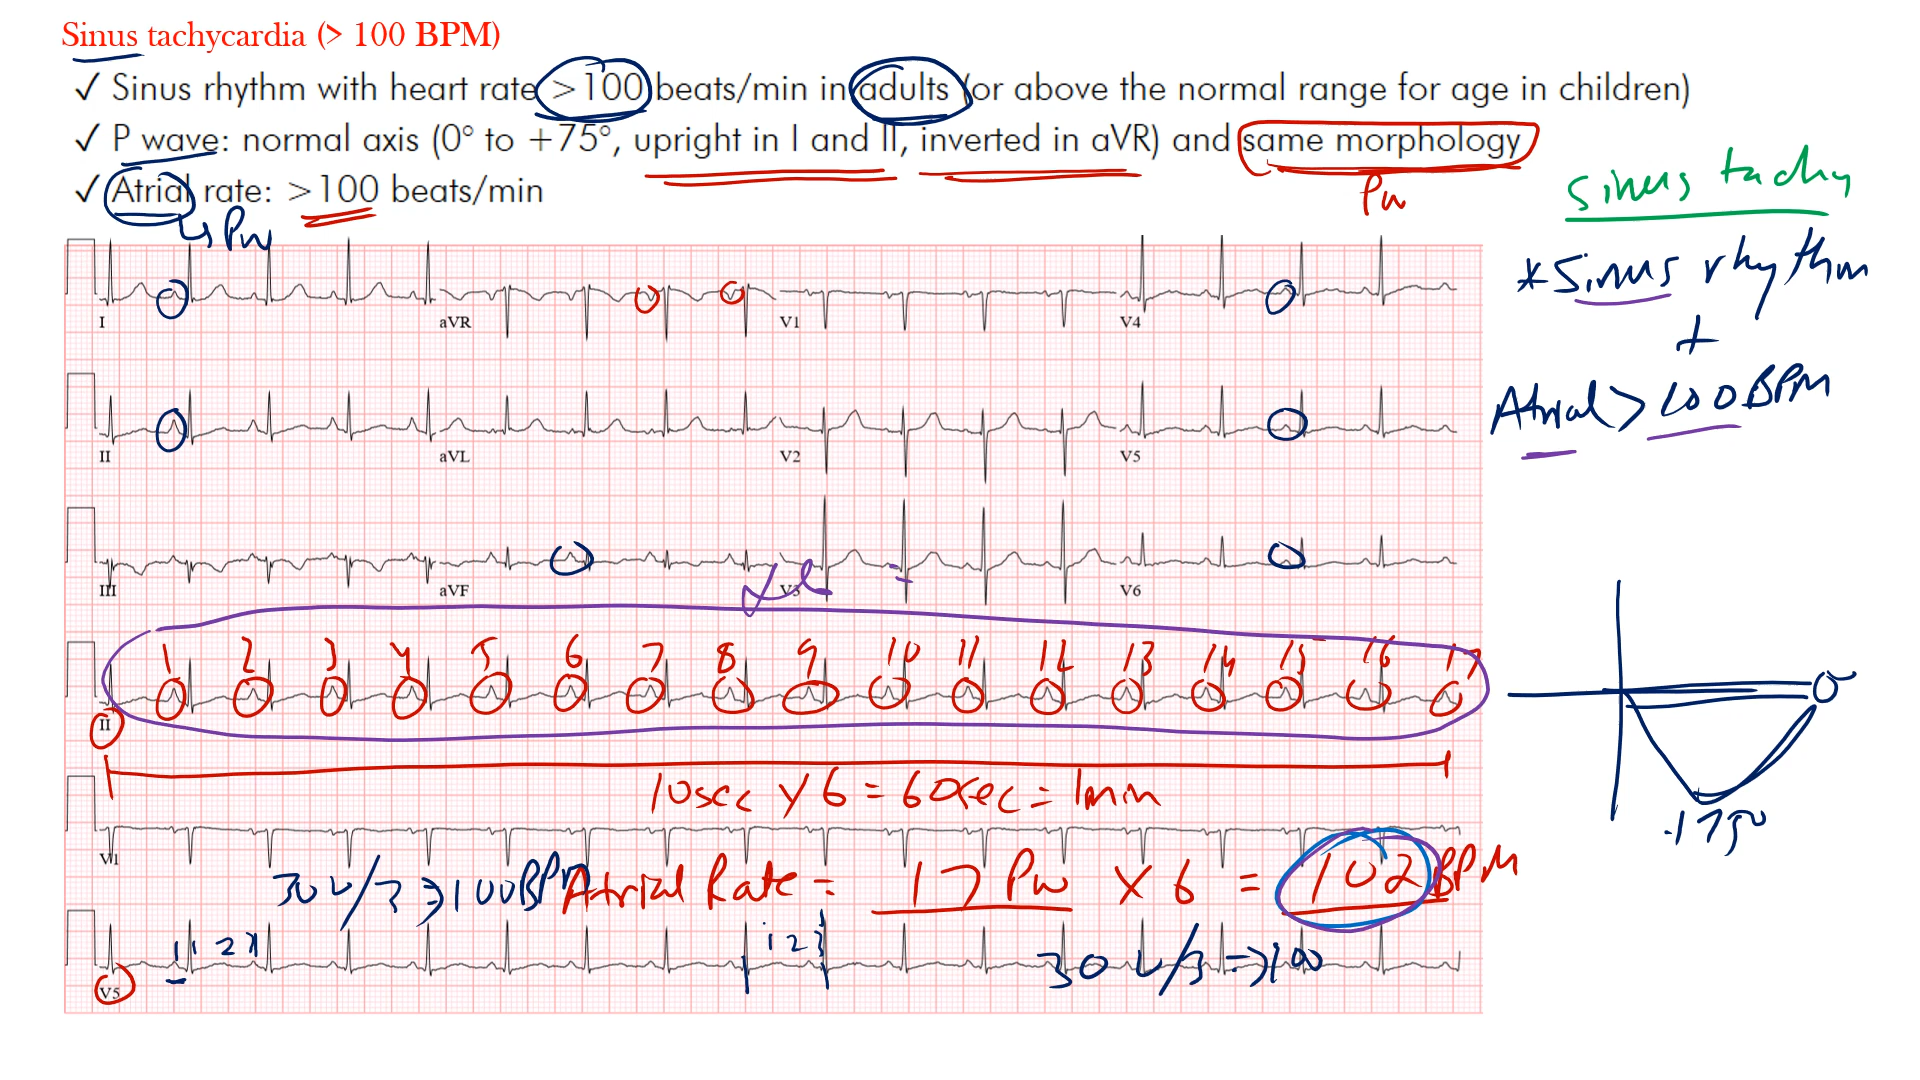 Sinus tachycardia (> 100 BPM)
✓ Sinus rhythm with heart rate >100 beats/min in adults (or above the normal range for age in children)
✓ P wave: normal axis (0° to +75°, upright in I and II, inverted in aVR) and same morphology
✓ Atrial rate: >100 beats/min
Pw
Pw
Sinus tachy
*Sinus rhythm
+
Atrial > 100 BPM
I aVR V1 V4
II aVL V2 V5
III aVF V3 V6
1 2 3 4 5 6 7 8 9 10 11 12 13 14 15 16 17
II
0°
+75°
10sec x 6 = 60sec = 1min
V1
300/3 => 100BPM
Atrial Rate = 17 Pw x 6 = 102 BPM
1 2 3
300/3 => 100
V5